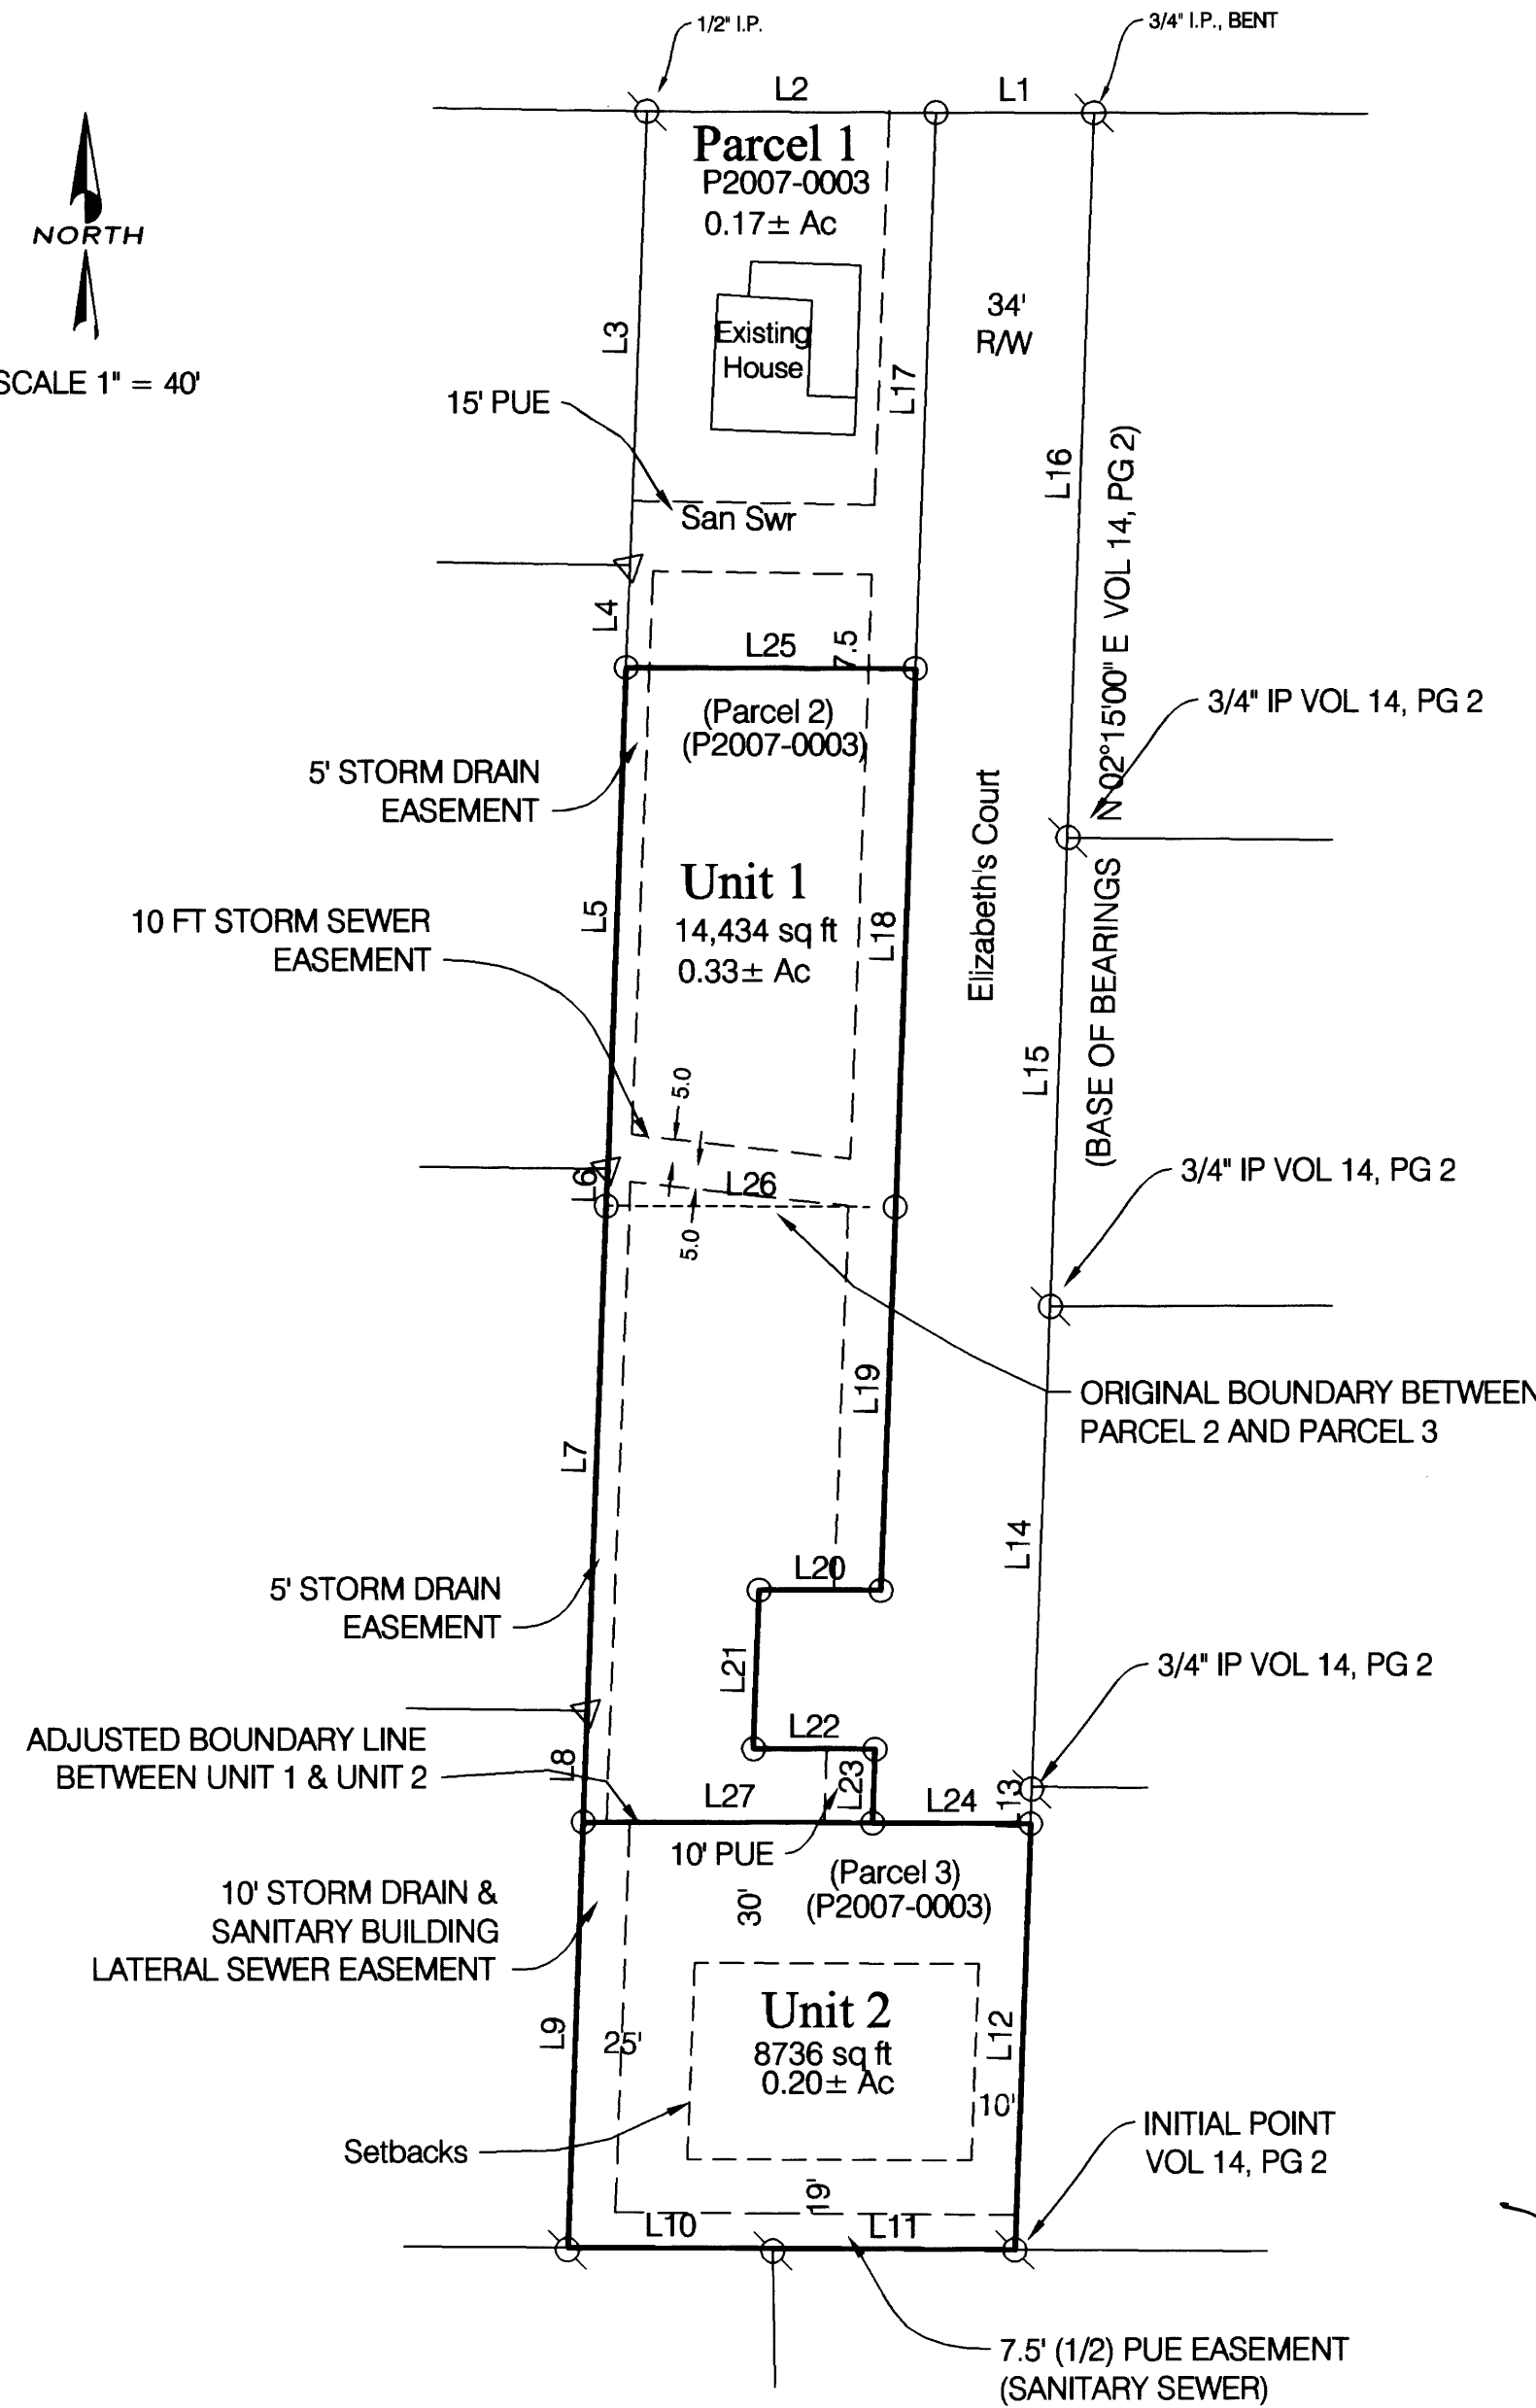 1/2" I.P.
3/4" I.P., BENT
L2
L1
Parcel 1
P2007-0003
0.17± Ac
NORTH
SCALE 1" = 40'
34'
R/W
Existing
House
L3
L17
15' PUE
San Swr
L16
N 02°15'00" E VOL 14, PG 2)
(BASE OF BEARINGS
L4
L25
7.5
(Parcel 2)
(P2007-0003)
3/4" IP VOL 14, PG 2
5' STORM DRAIN
EASEMENT
Elizabeth's Court
Unit 1
14,434 sq ft
0.33± Ac
L5
L18
10 FT STORM SEWER
EASEMENT
L15
5.0
3/4" IP VOL 14, PG 2
L6
L26
5.0
L19
ORIGINAL BOUNDARY BETWEEN
PARCEL 2 AND PARCEL 3
L7
L14
L20
5' STORM DRAIN
EASEMENT
L21
3/4" IP VOL 14, PG 2
L22
ADJUSTED BOUNDARY LINE
BETWEEN UNIT 1 & UNIT 2
L8
L23
L27
L24
L13
10' PUE
(Parcel 3)
(P2007-0003)
30'
10' STORM DRAIN &
SANITARY BUILDING
LATERAL SEWER EASEMENT
Unit 2
8736 sq ft
0.20± Ac
L9
25'
L12
10'
INITIAL POINT
VOL 14, PG 2
Setbacks
19'
L10
L11
7.5' (1/2) PUE EASEMENT
(SANITARY SEWER)